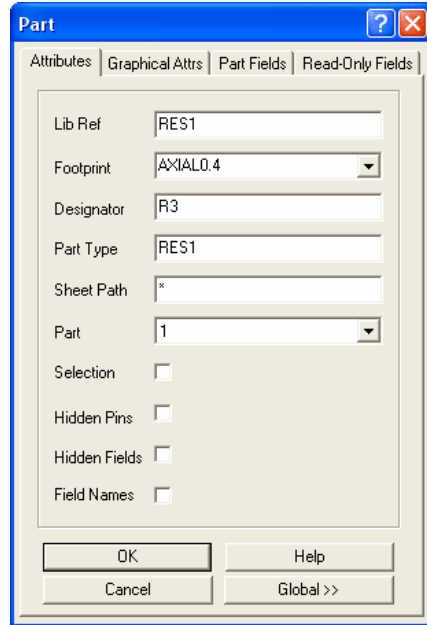 Part
Attributes Graphical Attrs Part Fields Read-Only Fields
Lib Ref RES1
Footprint AXIAL0.4
Designator R3
Part Type RES1
Sheet Path *
Part 1
Selection
Hidden Pins
Hidden Fields
Field Names
OK Help
Cancel Global >>